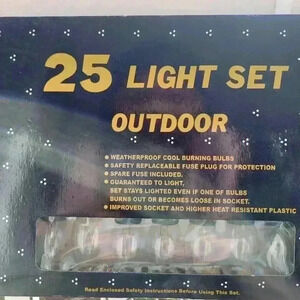 25 LIGHT SET
OUTDOOR
● WEATHERPROOF COOL BURNING BULBS
● SAFETY REPLACEABLE FUSE PLUG FOR PROTECTION
● SPARE FUSE INCLUDED.
● GUARANTEED TO LIGHT,
SET STAYS LIGHTED EVEN IF ONE OF BULBS
BURNS OUT OR BECOMES LOOSE IN SOCKET.
● IMPROVED SOCKET AND HIGHER HEAT RESISTANT PLASTIC
Read Enclosed Safety Instructions Before Using This Set.